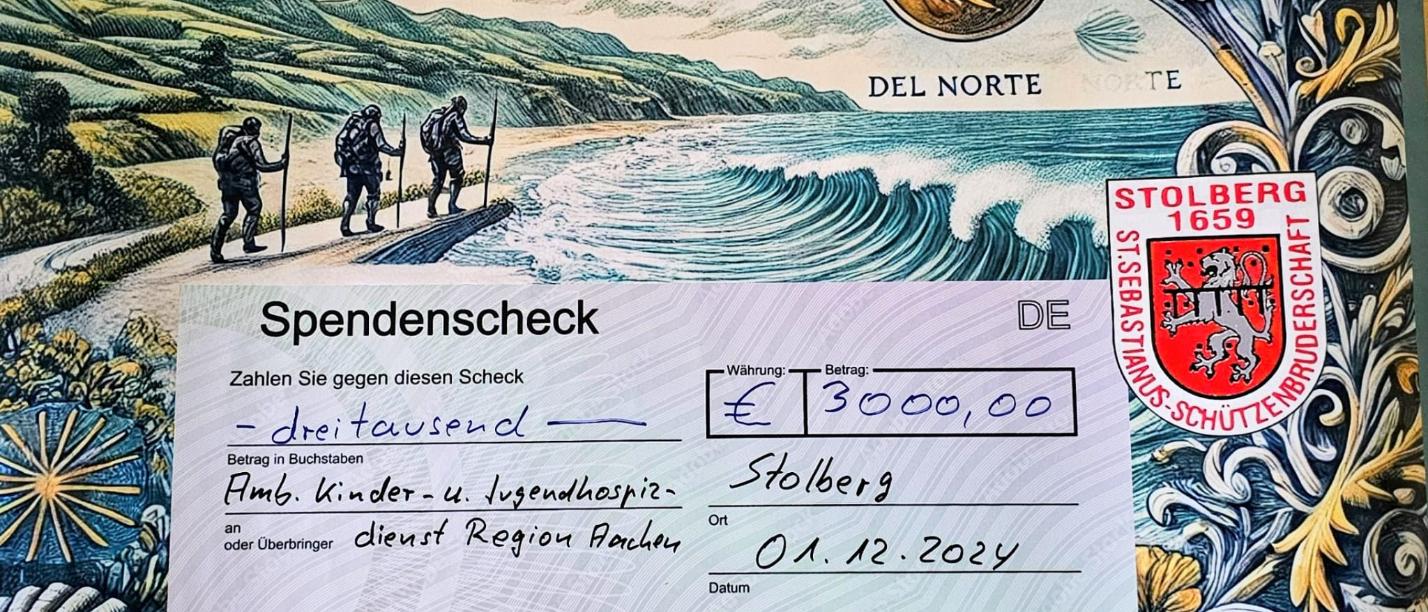 DEL NORTE NORTE
STOLBERG
1659
ST.SEBASTIANUS-SCHÜTZENBRUDERSCHAFT
Spendenscheck
DE
Zahlen Sie gegen diesen Scheck
Währung: Betrag:
- dreitausend — € 3000,00
Betrag in Buchstaben
Amb. Kinder- u. Jugendhospiz- Stolberg
an Ort
oder Überbringer dienst Region Aachen
01.12.2024
Datum